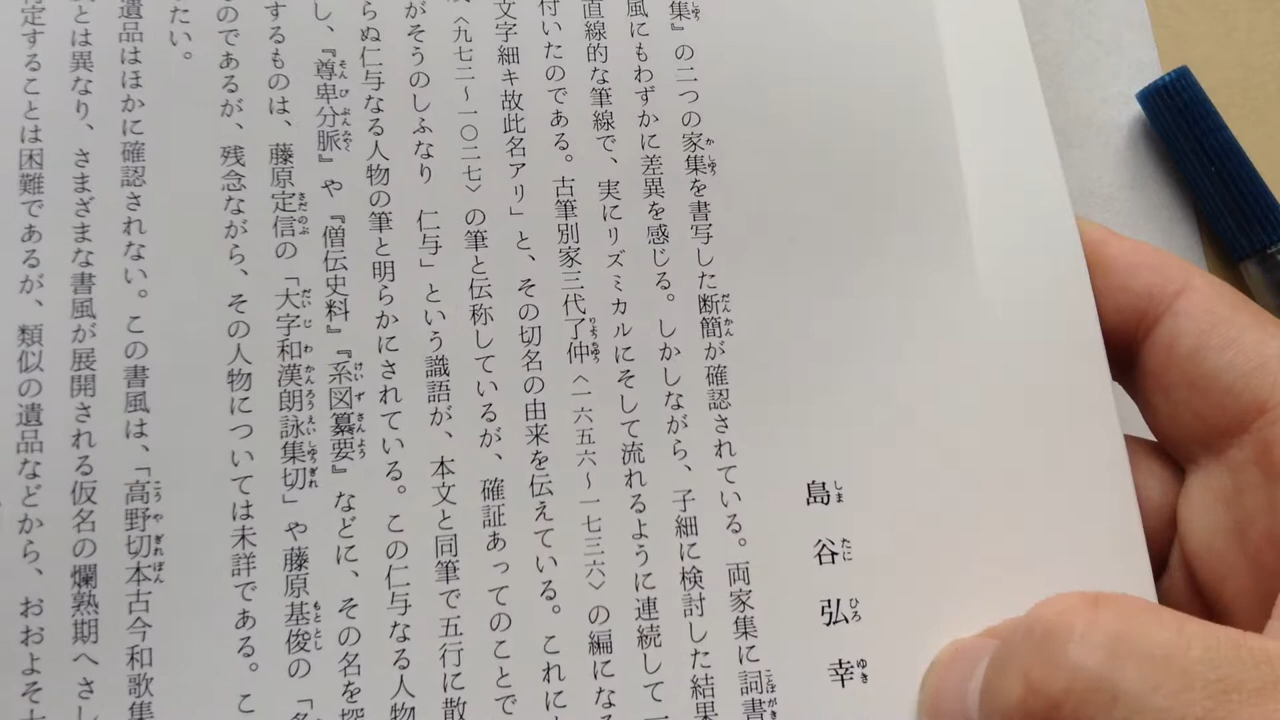 島谷弘幸
集』の二つの家集を書写した断簡が確認されている。両家集に詞書
風にもわずかに差異を感じる。しかしながら、子細に検討した結果
直線的な筆線で、実にリズミカルにそして流れるように連続して一
付いたのである。古筆別家三代了仲〈一六五六〜一七三六〉の編にな
文字細キ故此名アリ」と、その切名の由来を伝えている。これに
〈九七二〜一〇二七〉の筆と伝称しているが、確証あってのことで
がそうのしふなり 仁与」という識語が、本文と同筆で五行に散
らぬ仁与なる人物の筆と明らかにされている。この仁与なる人物
し、『尊卑分脈』や『僧伝史料』『系図纂要』などに、その名を探
するものは、藤原定信の「大字和漢朗詠集切」や藤原基俊の「
のであるが、残念ながら、その人物については未詳である。こ
たい。
遺品はほかに確認されない。この書風は、「高野切本古今和歌集
とは異なり、さまざまな書風が展開される仮名の爛熟期へさし
定することは困難であるが、類似の遺品などから、おおよそ